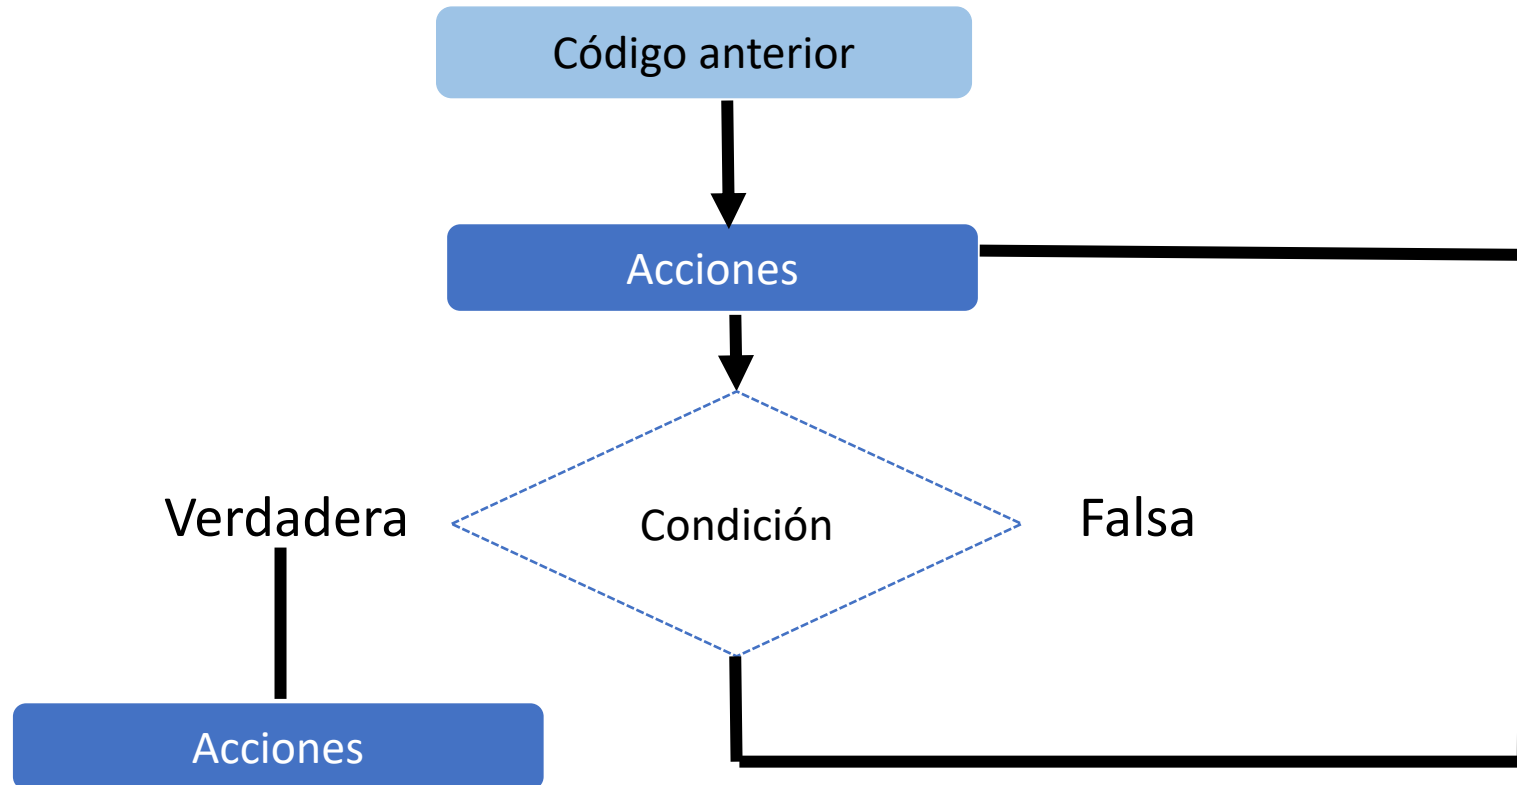 Código anterior
Acciones
Condición
Verdadera
Falsa
Acciones